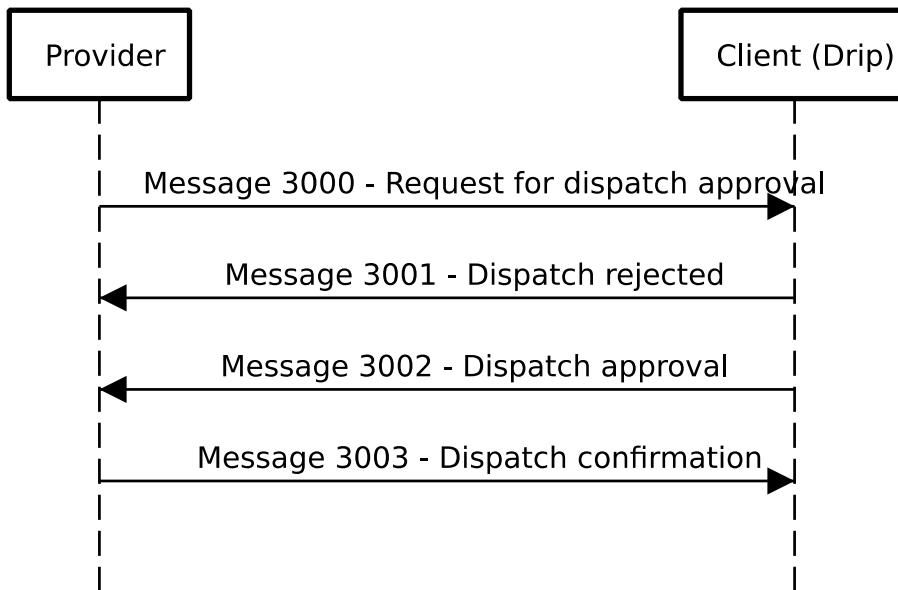 Provider
Client (Drip)
Message 3000 - Request for dispatch approval
Message 3001 - Dispatch rejected
Message 3002 - Dispatch approval
Message 3003 - Dispatch confirmation